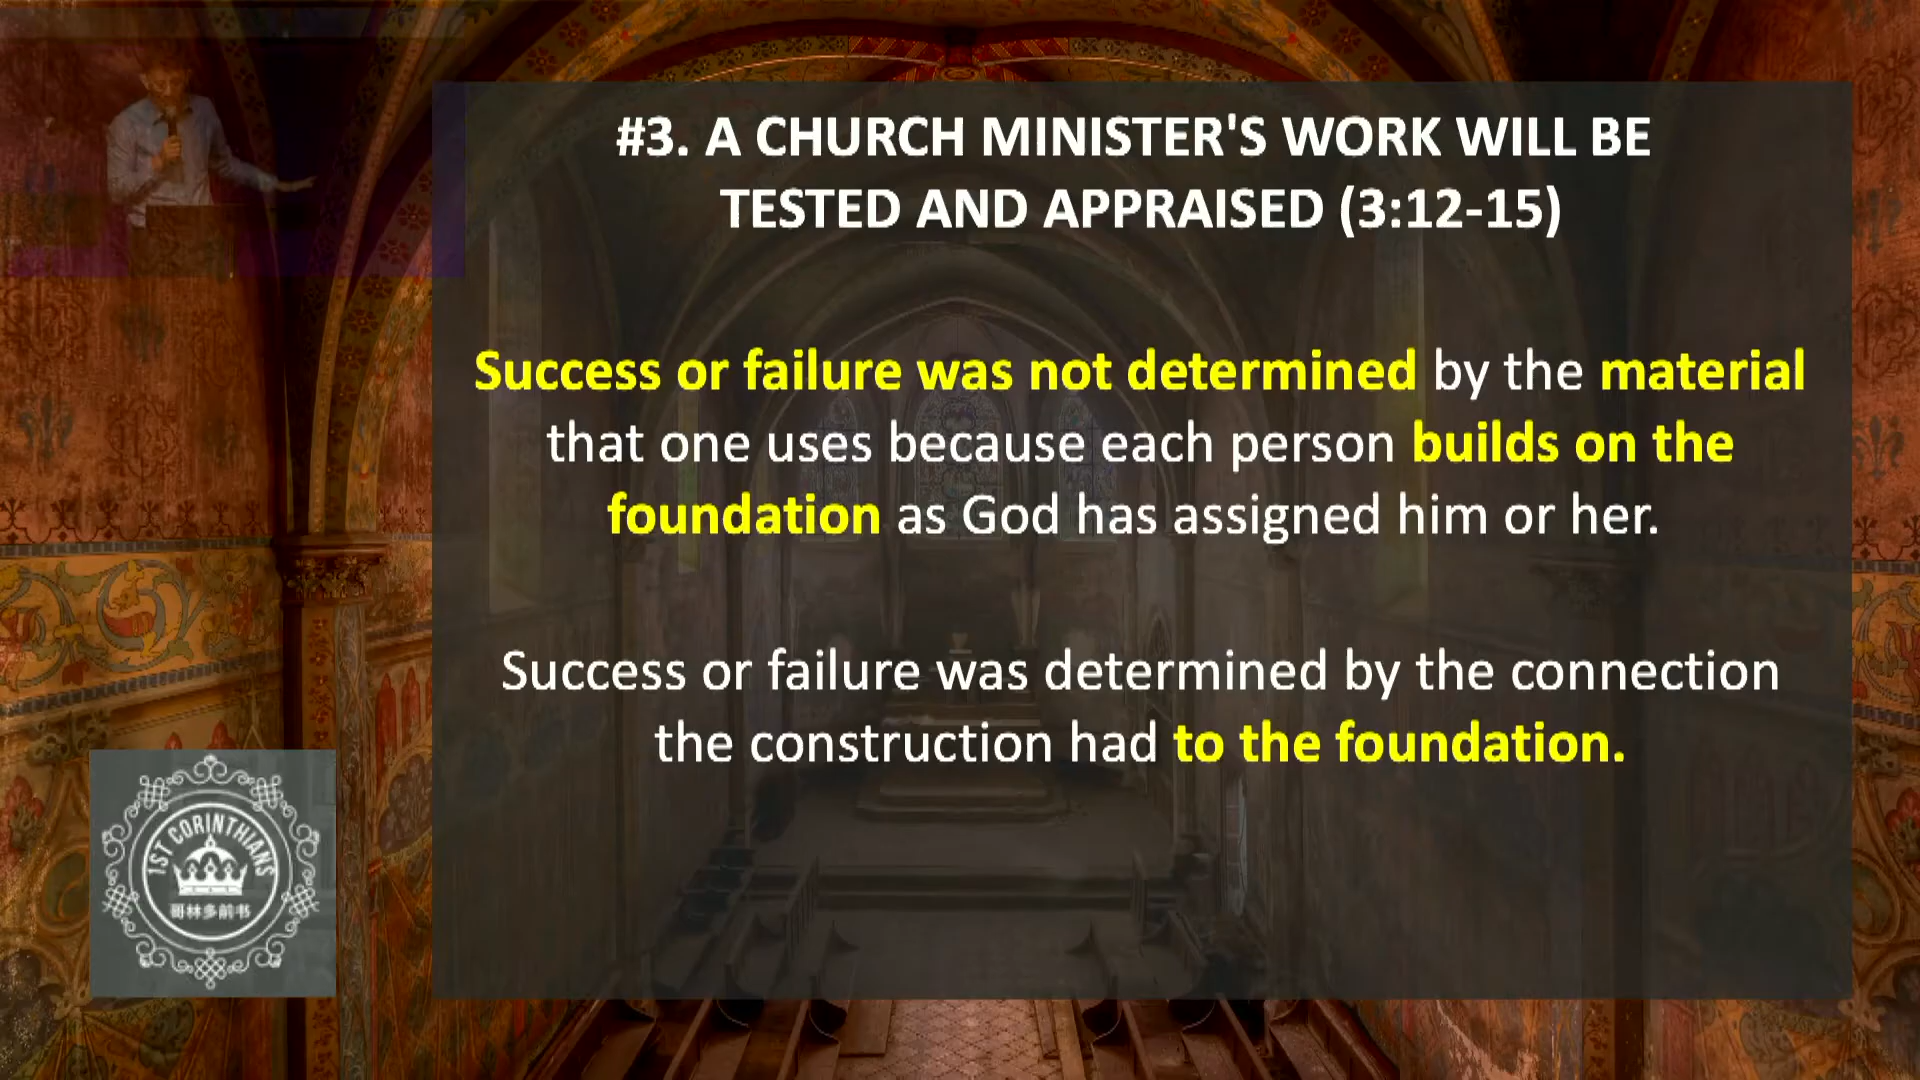 #3. A CHURCH MINISTER'S WORK WILL BE
TESTED AND APPRAISED (3:12-15)
Success or failure was not determined by the material
that one uses because each person builds on the
foundation as God has assigned him or her.
Success or failure was determined by the connection
the construction had to the foundation.
1ST CORINTHIANS
哥林多前书